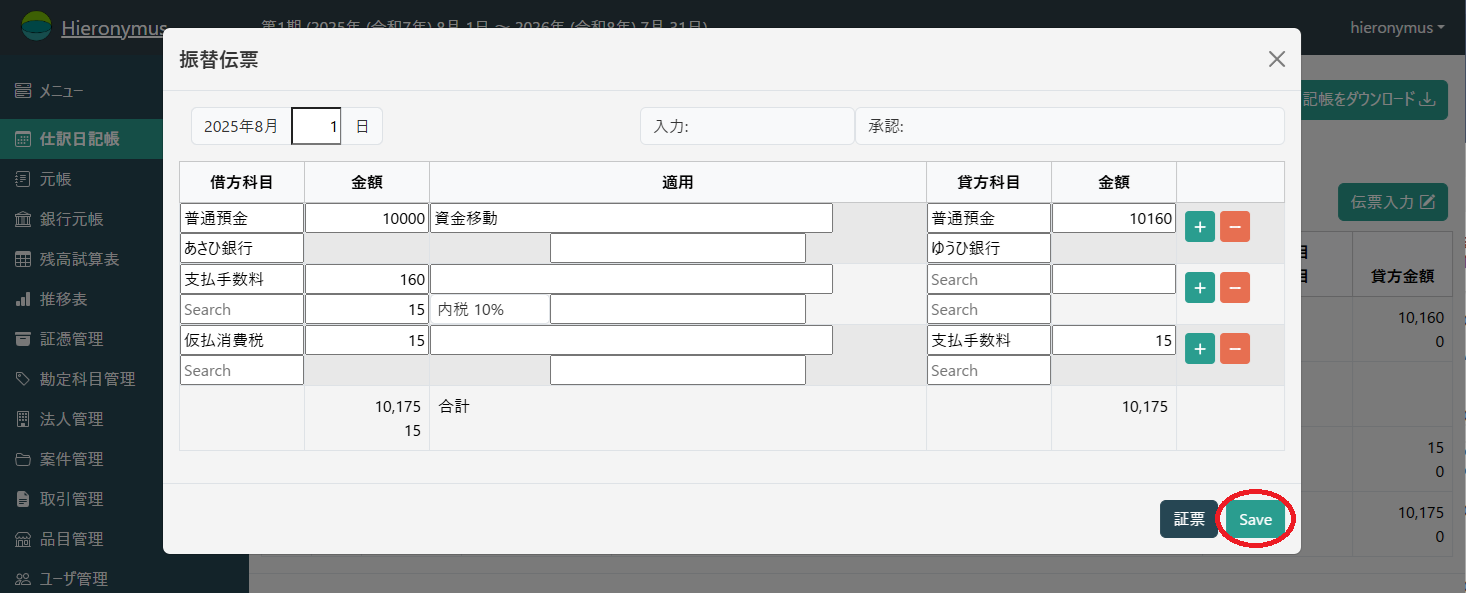 Hieronymus
第1期 (2025年 (令和7年) 8月 1日 ～ 2026年 (令和8年) 7月 31日)
hieronymus
メニュー
仕訳日記帳
元帳
銀行元帳
残高試算表
推移表
証憑管理
勘定科目管理
法人管理
案件管理
取引管理
品目管理
ユーザ管理
記帳をダウンロード
伝票入力
目
目
貸方金額
10,160
0
15
0
10,175
0
振替伝票
2025年8月 1 日
入力:
承認:
借方科目 金額 適用 貸方科目 金額
普通預金 10000 資金移動 普通預金 10160 + −
あさひ銀行 ゆうひ銀行
支払手数料 160 Search + −
Search 15 内税 10% Search
仮払消費税 15 支払手数料 15 + −
Search Search
10,175 合計 10,175
15
証票 Save